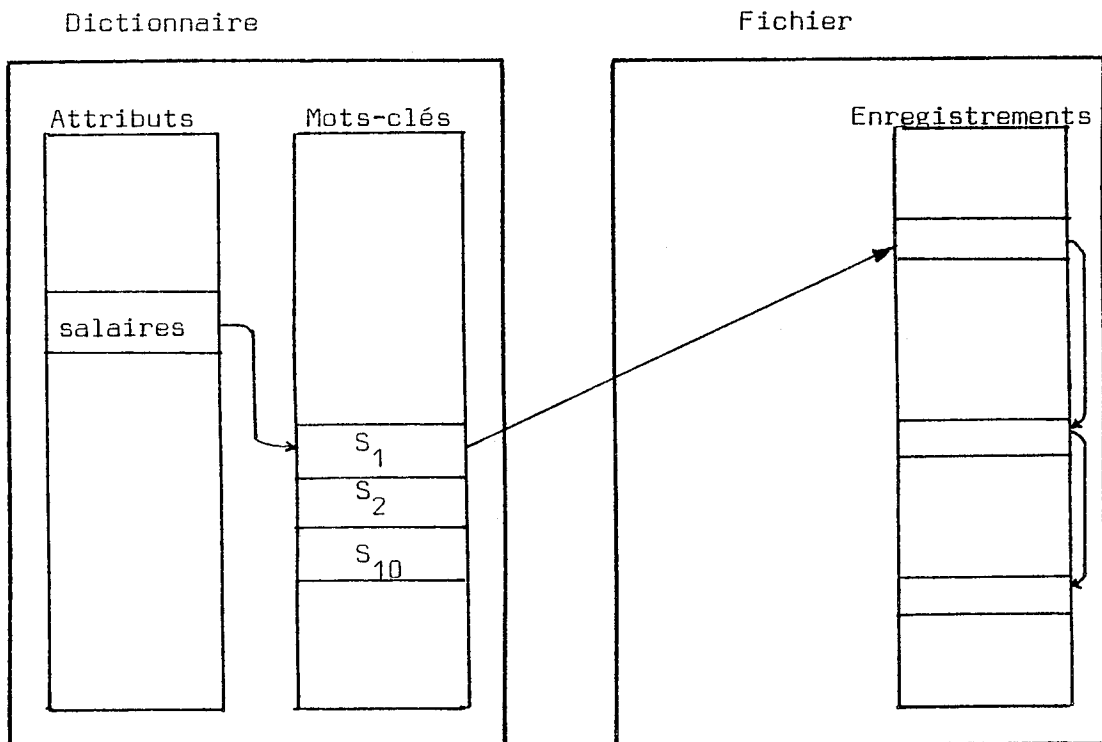 Dictionnaire
Fichier
Attributs
Mots-clés
Enregistrements
salaires
S1
S2
S10